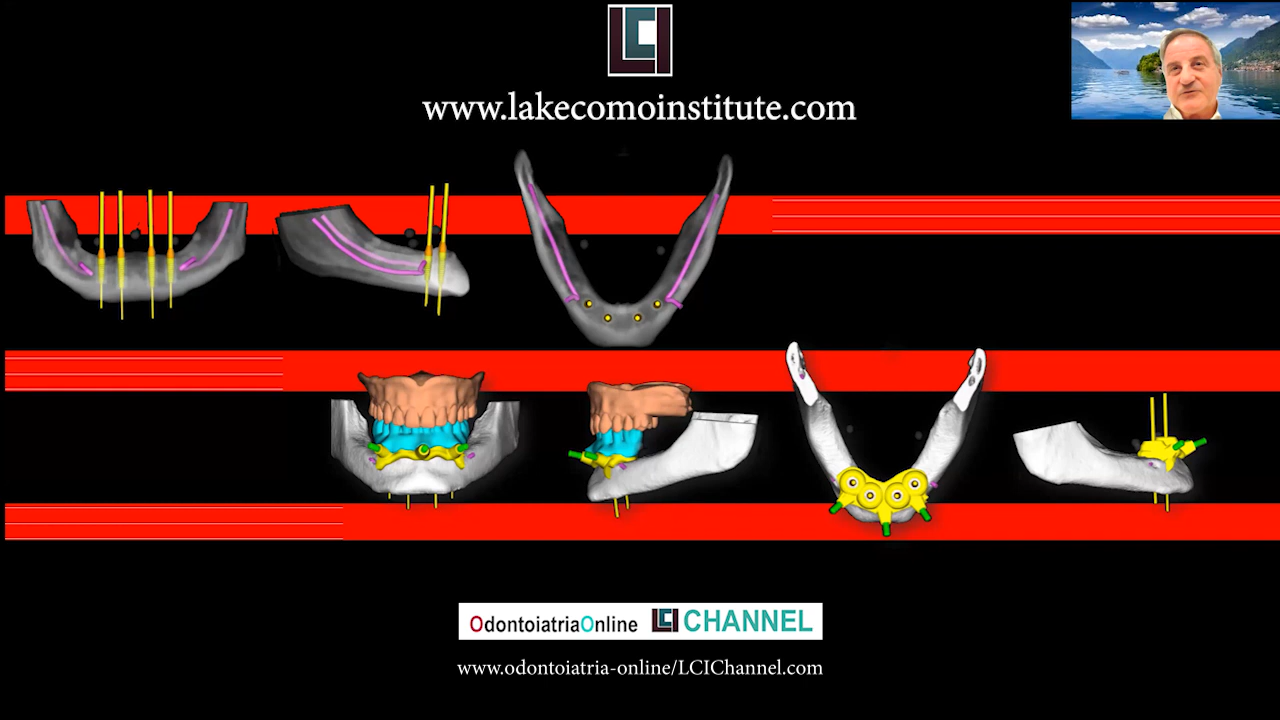 LCI
www.lakecomoinstitute.com
OdontoiatriaOnline LCI CHANNEL
www.odontoiatria-online/LCIChannel.com